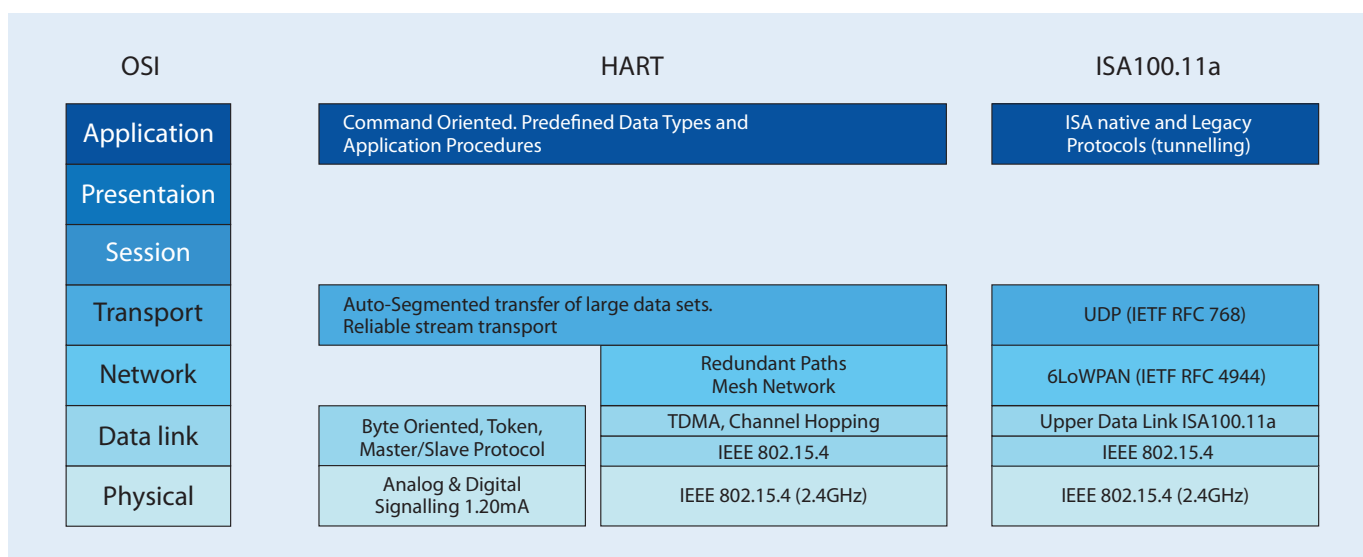 OSI
HART
ISA100.11a
Application
Command Oriented. Predefined Data Types and
Application Procedures
ISA native and Legacy
Protocols (tunnelling)
Presentaion
Session
Transport
Auto-Segmented transfer of large data sets.
Reliable stream transport
UDP (IETF RFC 768)
Network
Redundant Paths
Mesh Network
6LoWPAN (IETF RFC 4944)
Data link
Byte Oriented, Token,
Master/Slave Protocol
TDMA, Channel Hopping
IEEE 802.15.4
Upper Data Link ISA100.11a
IEEE 802.15.4
Physical
Analog & Digital
Signalling 1.20mA
IEEE 802.15.4 (2.4GHz)
IEEE 802.15.4 (2.4GHz)